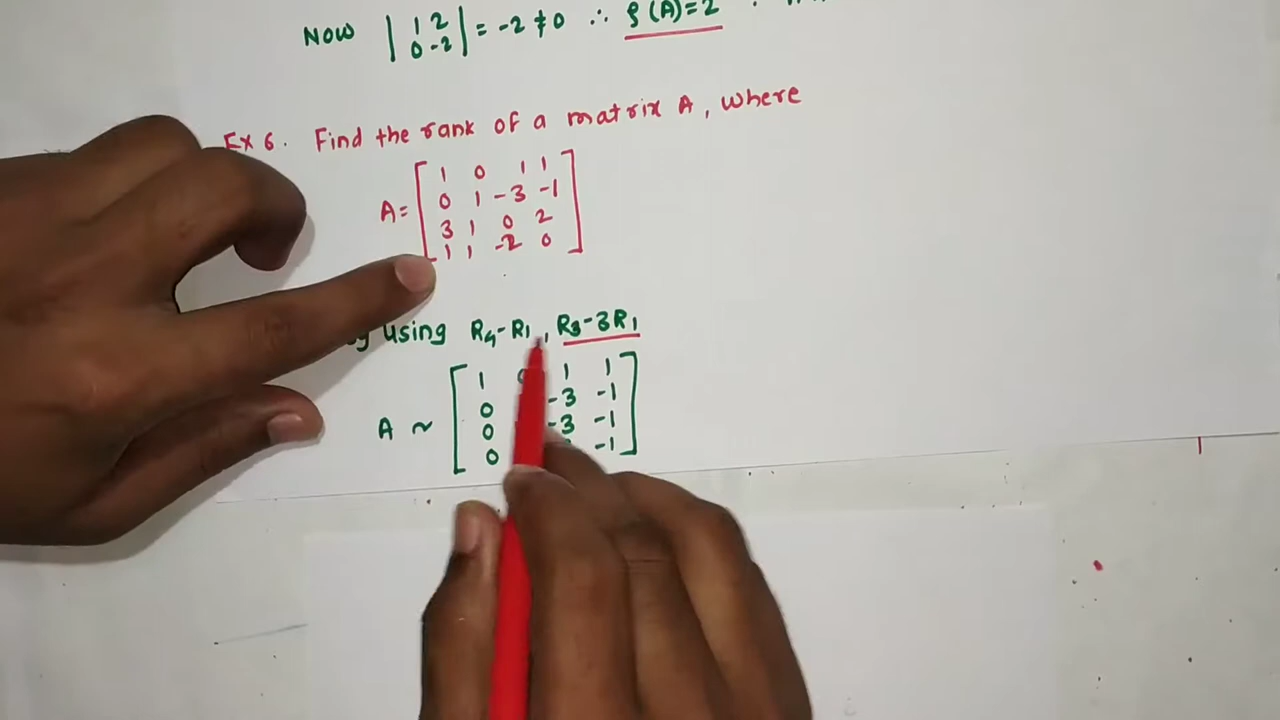 Now | 1 2 | = -2 ≠ 0 ∴ ρ(A)=2
| 0 -2 |
Ex 6. Find the rank of a matrix A, where
1 0 1 1
0 1 -3 -1
A= 3 1 0 2
1 1 -2 0
using R4-R1, R3-3R1
1 1 1
0 -3 -1
A ~ 0 -3 -1
0 -1